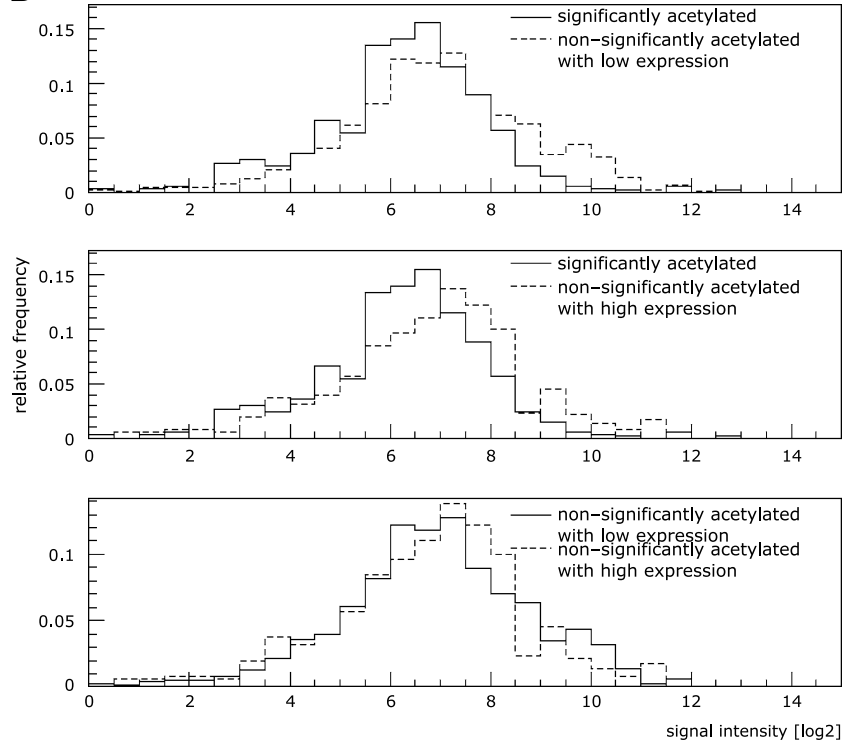 0.15
0.1
0.05
0
significantly acetylated
non–significantly acetylated
with low expression
0 2 4 6 8 10 12 14
relative frequency
0.15
0.1
0.05
0
significantly acetylated
non–significantly acetylated
with high expression
0 2 4 6 8 10 12 14
0.1
0.05
0
non–significantly acetylated
with low expression
non–significantly acetylated
with high expression
0 2 4 6 8 10 12 14
signal intensity [log2]